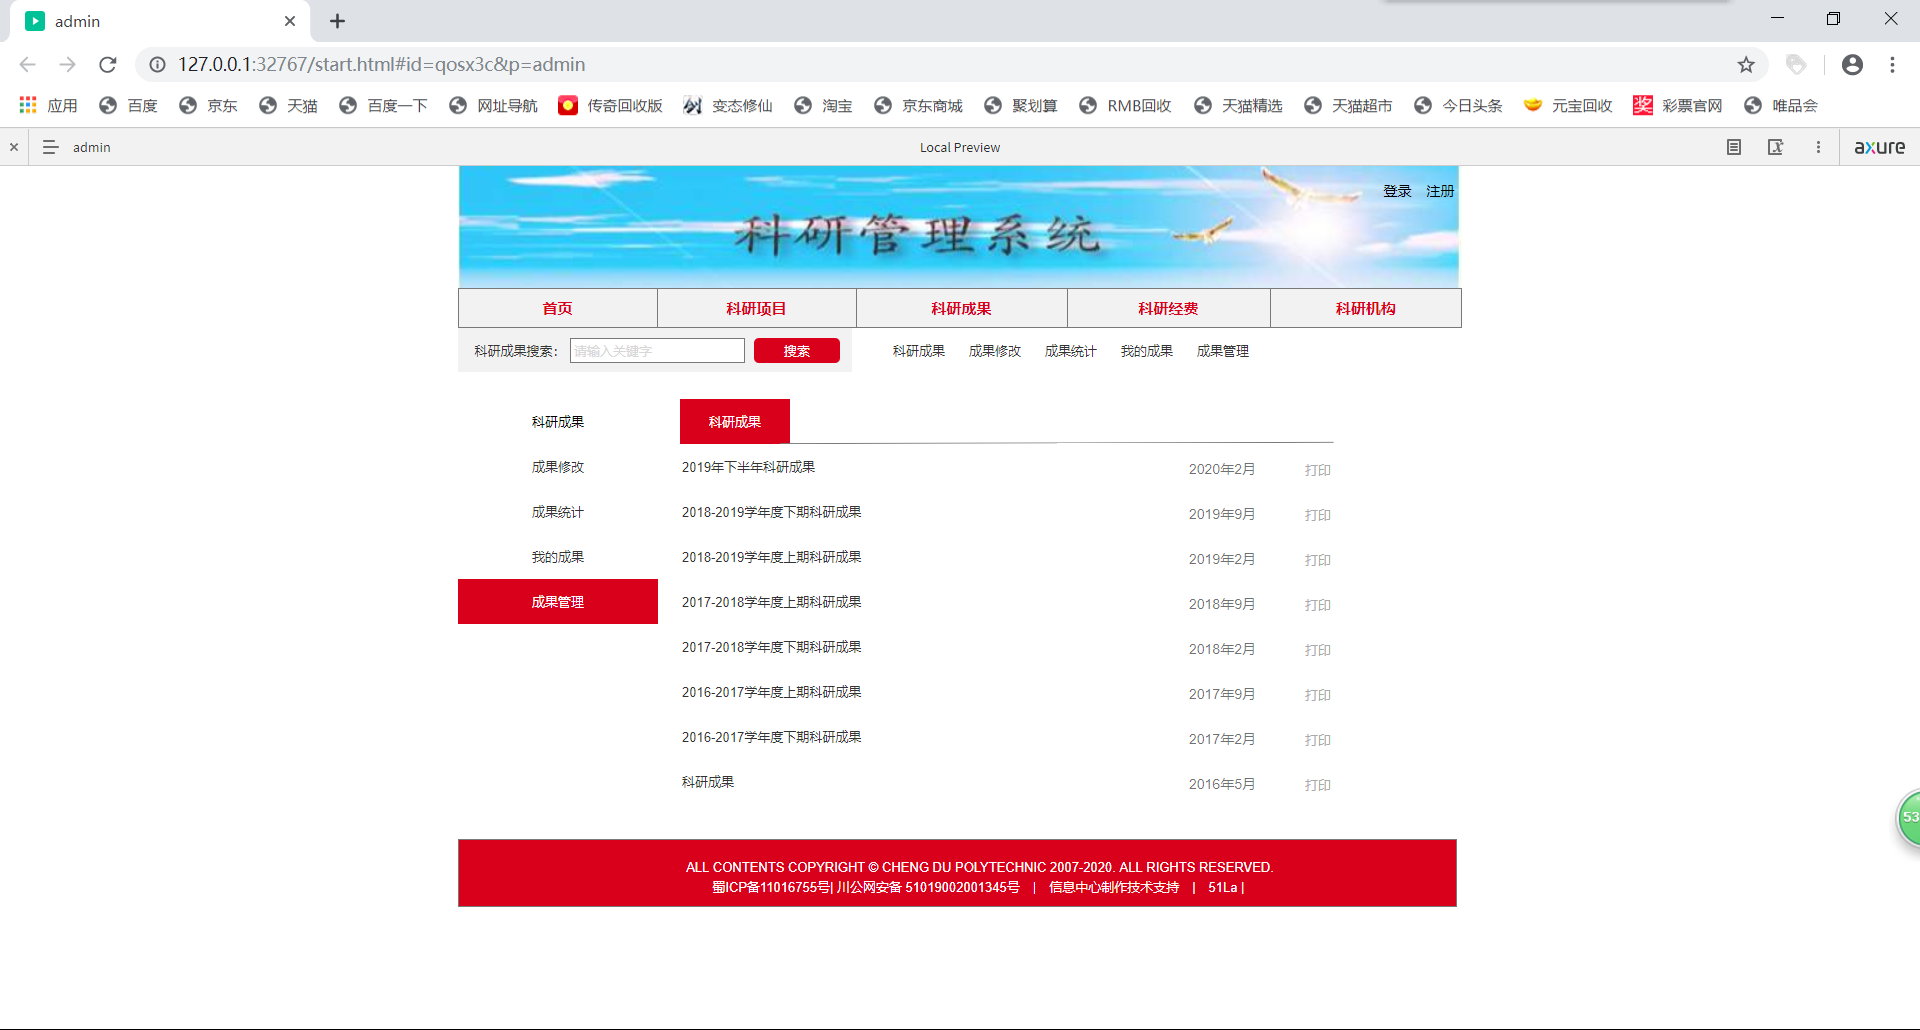 admin
127.0.0.1:32767/start.html#id=qosx3c&p=admin
应用 百度 京东 天猫 百度一下 网址导航 传奇回收版 变态修仙 淘宝 京东商城 聚划算 RMB回收 天猫精选 天猫超市 今日头条 元宝回收 奖 彩票官网 唯品会
admin Local Preview axure
登录 注册
科研管理系统
首页 科研项目 科研成果 科研经费 科研机构
科研成果搜索： 请输入关键字 搜索 科研成果 成果修改 成果统计 我的成果 成果管理
科研成果 科研成果
成果修改 2019年下半年科研成果 2020年2月 打印
成果统计 2018-2019学年度下期科研成果 2019年9月 打印
我的成果 2018-2019学年度上期科研成果 2019年2月 打印
成果管理 2017-2018学年度上期科研成果 2018年9月 打印
2017-2018学年度下期科研成果 2018年2月 打印
2016-2017学年度上期科研成果 2017年9月 打印
2016-2017学年度下期科研成果 2017年2月 打印
科研成果 2016年5月 打印
53
ALL CONTENTS COPYRIGHT © CHENG DU POLYTECHNIC 2007-2020. ALL RIGHTS RESERVED.
蜀ICP备11016755号| 川公网安备 51019002001345号 | 信息中心制作技术支持 | 51La |